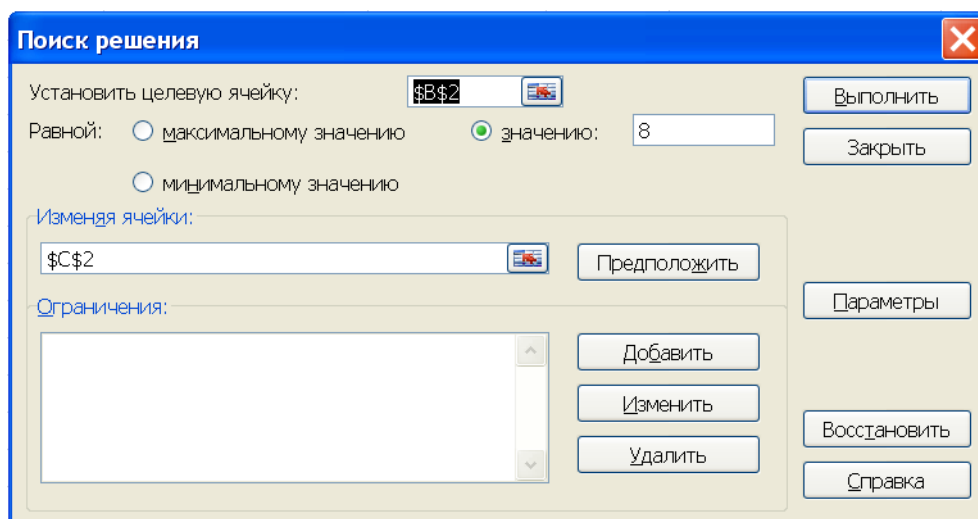 Поиск решения
Установить целевую ячейку: $B$2 Выполнить
Равной: максимальному значению значению: 8 Закрыть
минимальному значению
Изменяя ячейки:
$C$2 Предположить
Ограничения: Параметры
Добавить
Изменить
Восстановить
Удалить
Справка